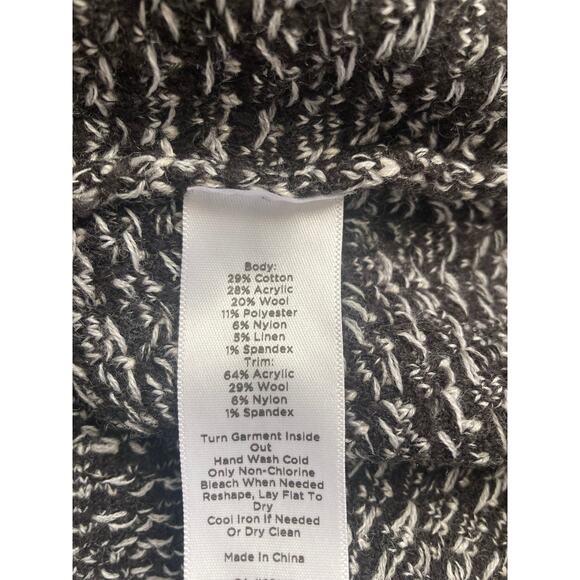 Body:
29% Cotton
28% Acrylic
20% Wool
11% Polyester
6% Nylon
5% Linen
1% Spandex
Trim:
64% Acrylic
29% Wool
6% Nylon
1% Spandex
Turn Garment Inside
Out
Hand Wash Cold
Only Non-Chlorine
Bleach When Needed
Reshape, Lay Flat To
Dry
Cool Iron If Needed
Or Dry Clean
Made In China